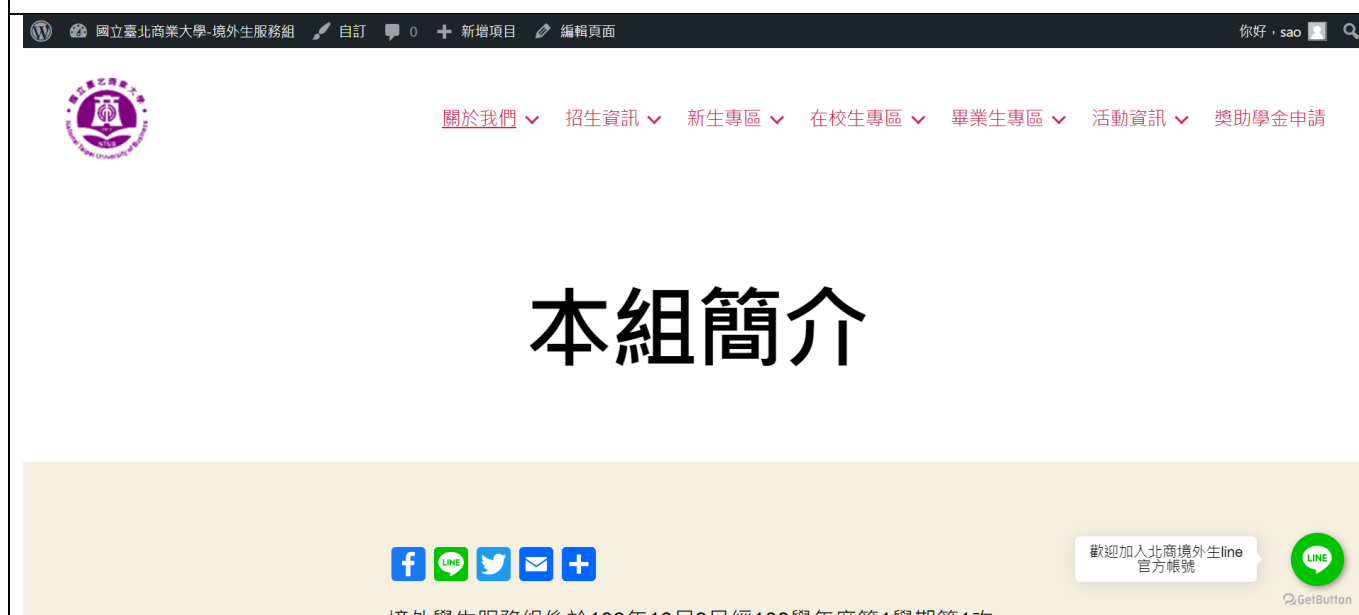 國立臺北商業大學-境外生服務組 自訂 0 新增項目 編輯頁面 你好，sao
關於我們 招生資訊 新生專區 在校生專區 畢業生專區 活動資訊 獎助學金申請
本組簡介
LINE
歡迎加入北商境外生line
官方帳號
LINE
GetButton